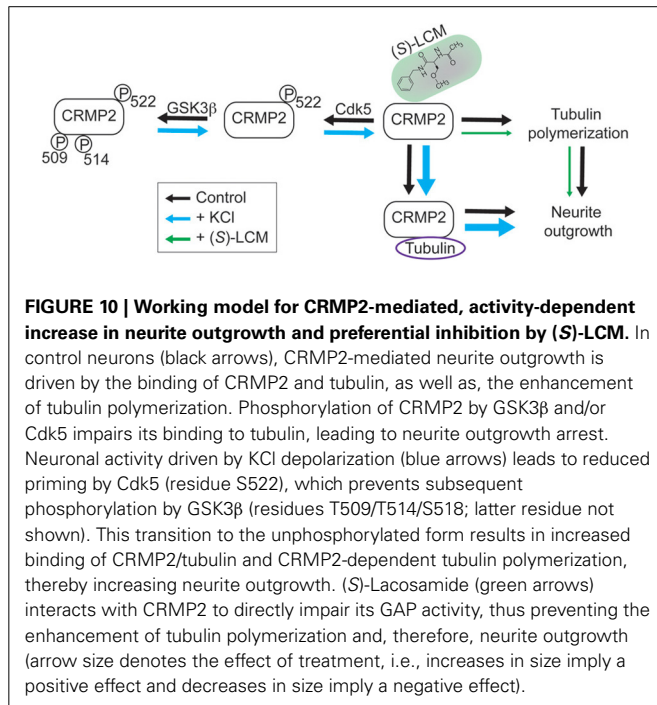 (S)-LCM
O
H
N
CH₃
HN
O
O
CH₃
P
522
GSK3β
P
522
Cdk5
CRMP2
CRMP2
CRMP2
Tubulin
polymerization
P
P
509
514
Control
+ KCl
+ (S)-LCM
CRMP2
Tubulin
Neurite
outgrowth
FIGURE 10 | Working model for CRMP2-mediated, activity-dependent
increase in neurite outgrowth and preferential inhibition by (S)-LCM. In
control neurons (black arrows), CRMP2-mediated neurite outgrowth is
driven by the binding of CRMP2 and tubulin, as well as, the enhancement
of tubulin polymerization. Phosphorylation of CRMP2 by GSK3β and/or
Cdk5 impairs its binding to tubulin, leading to neurite outgrowth arrest.
Neuronal activity driven by KCl depolarization (blue arrows) leads to reduced
priming by Cdk5 (residue S522), which prevents subsequent
phosphorylation by GSK3β (residues T509/T514/S518; latter residue not
shown). This transition to the unphosphorylated form results in increased
binding of CRMP2/tubulin and CRMP2-dependent tubulin polymerization,
thereby increasing neurite outgrowth. (S)-Lacosamide (green arrows)
interacts with CRMP2 to directly impair its GAP activity, thus preventing the
enhancement of tubulin polymerization and, therefore, neurite outgrowth
(arrow size denotes the effect of treatment, i.e., increases in size imply a
positive effect and decreases in size imply a negative effect).